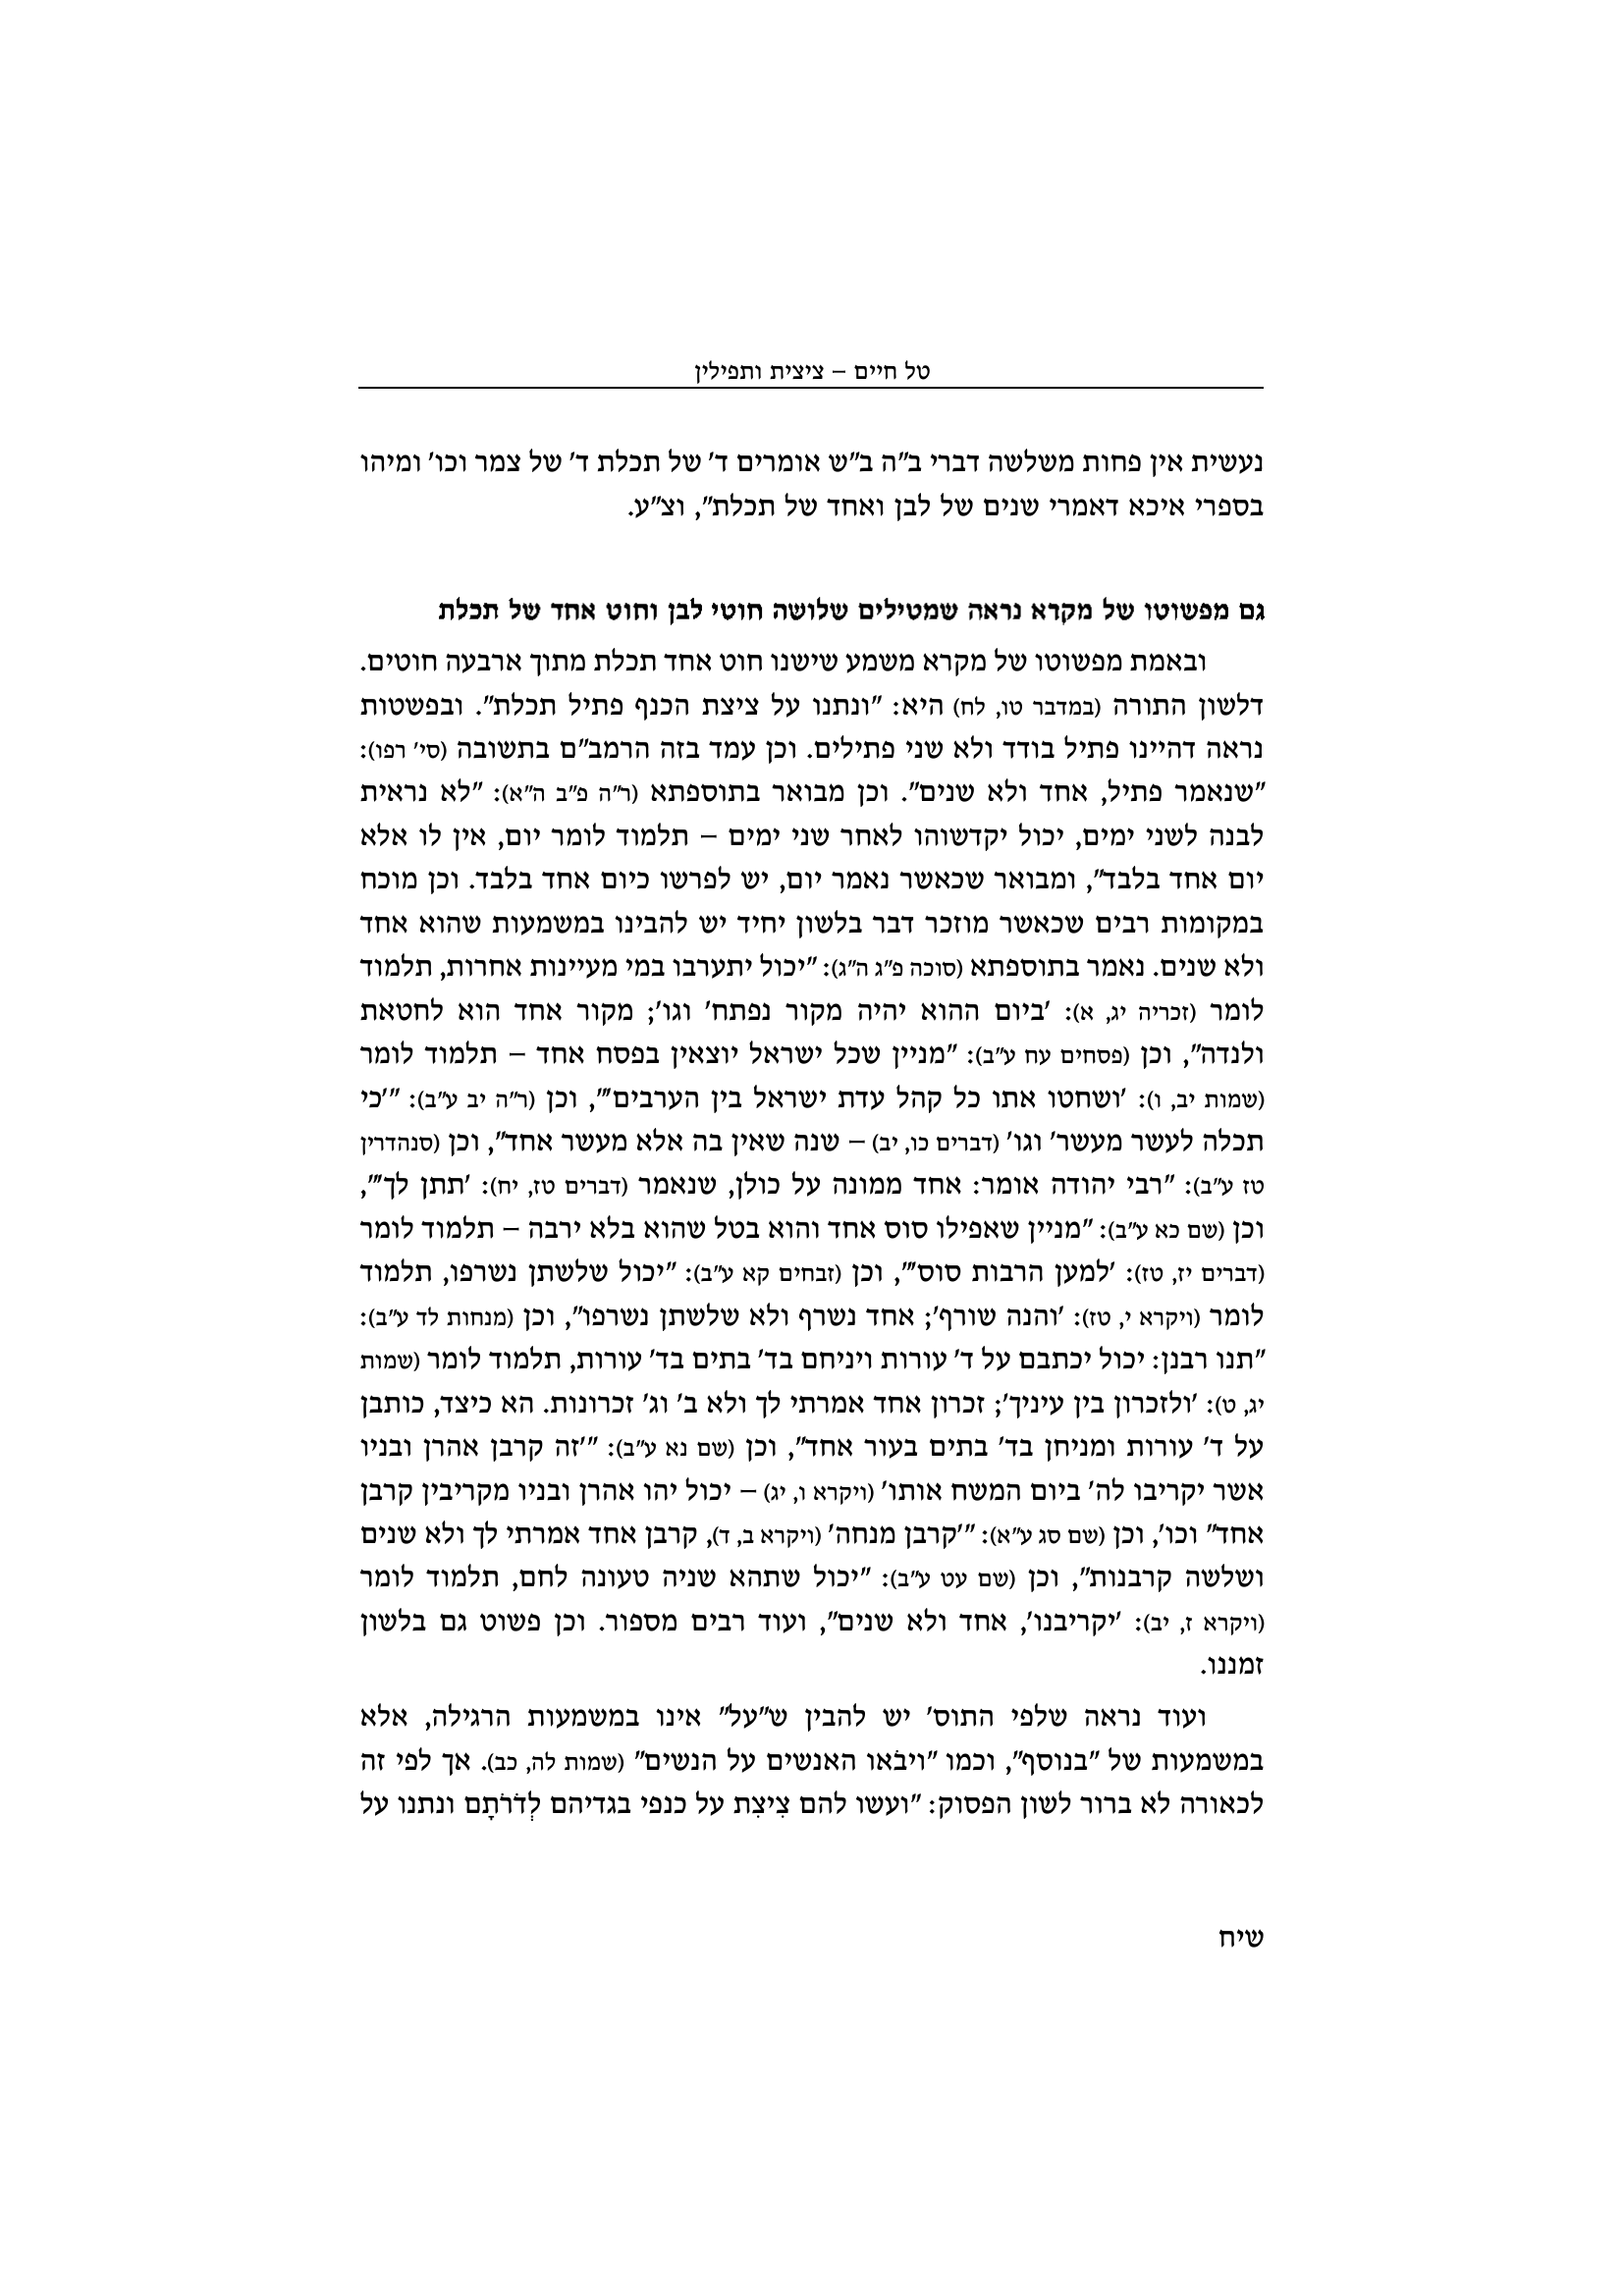 טל חיים – ציצית ותפילין
נעשית אין פחות משלשה דברי ב"ה ב"ש אומרים ד' של תכלת ד' של צמר וכו' ומיהו
בספרי איכא דאמרי שנים של לבן ואחד של תכלת", וצ"ע.
גם מפשוטו של מקרא נראה שמטילים שלושה חוטי לבן וחוט אחד של תכלת
ובאמת מפשוטו של מקרא משמע שישנו חוט אחד תכלת מתוך ארבעה חוטים.
דלשון התורה (במדבר טו, לח) היא: "ונתנו על ציצת הכנף פתיל תכלת". ובפשטות
נראה דהיינו פתיל בודד ולא שני פתילים. וכן עמד בזה הרמב"ם בתשובה (סי' רפו):
"שנאמר פתיל, אחד ולא שנים". וכן מבואר בתוספתא (ר"ה פ"ב ה"א): "לא נראית
לבנה לשני ימים, יכול יקדשוהו לאחר שני ימים – תלמוד לומר יום, אין לו אלא
יום אחד בלבד", ומבואר שכאשר נאמר יום, יש לפרשו כיום אחד בלבד. וכן מוכח
במקומות רבים שכאשר מוזכר דבר בלשון יחיד יש להבינו במשמעות שהוא אחד
ולא שנים. נאמר בתוספתא (סוכה פ"ג ה"ג): "יכול יתערבו במי מעיינות אחרות, תלמוד
לומר (זכריה יג, א): 'ביום ההוא יהיה מקור נפתח' וגו'; מקור אחד הוא לחטאת
ולנדה", וכן (פסחים עח ע"ב): "מניין שכל ישראל יוצאין בפסח אחד – תלמוד לומר
(שמות יב, ו): 'ושחטו אתו כל קהל עדת ישראל בין הערבים'", וכן (ר"ה יב ע"ב): "'כי
תכלה לעשר מעשר' וגו' (דברים כו, יב) – שנה שאין בה אלא מעשר אחד", וכן (סנהדרין
טז ע"ב): "רבי יהודה אומר: אחד ממונה על כולן, שנאמר (דברים טז, יח): 'תתן לך'",
וכן (שם כא ע"ב): "מניין שאפילו סוס אחד והוא בטל שהוא בלא ירבה – תלמוד לומר
(דברים יז, טז): 'למען הרבות סוס'", וכן (זבחים קא ע"ב): "יכול שלשתן נשרפו, תלמוד
לומר (ויקרא י, טז): 'והנה שורף'; אחד נשרף ולא שלשתן נשרפו", וכן (מנחות לד ע"ב):
"תנו רבנן: יכול יכתבם על ד' עורות ויניחם בד' בתים בד' עורות, תלמוד לומר (שמות
יג, ט): 'ולזכרון בין עיניך'; זכרון אחד אמרתי לך ולא ב' וג' זכרונות. הא כיצד, כותבן
על ד' עורות ומניחן בד' בתים בעור אחד", וכן (שם נא ע"ב): "'זה קרבן אהרן ובניו
אשר יקריבו לה' ביום המשח אותו' (ויקרא ו, יג) – יכול יהו אהרן ובניו מקריבין קרבן
אחד" וכו', וכן (שם סג ע"א): "'קרבן מנחה' (ויקרא ב, ד), קרבן אחד אמרתי לך ולא שנים
ושלשה קרבנות", וכן (שם עט ע"ב): "יכול שתהא שניה טעונה לחם, תלמוד לומר
(ויקרא ז, יב): 'יקריבנו', אחד ולא שנים", ועוד רבים מספור. וכן פשוט גם בלשון
זמננו.
ועוד נראה שלפי התוס' יש להבין ש"על" אינו במשמעות הרגילה, אלא
במשמעות של "בנוסף", וכמו "ויבֹאו האנשים על הנשים" (שמות לה, כב). אך לפי זה
לכאורה לא ברור לשון הפסוק: "ועשו להם צִיצִת על כנפי בגדיהם לְדֹרֹתָם ונתנו על
שיח